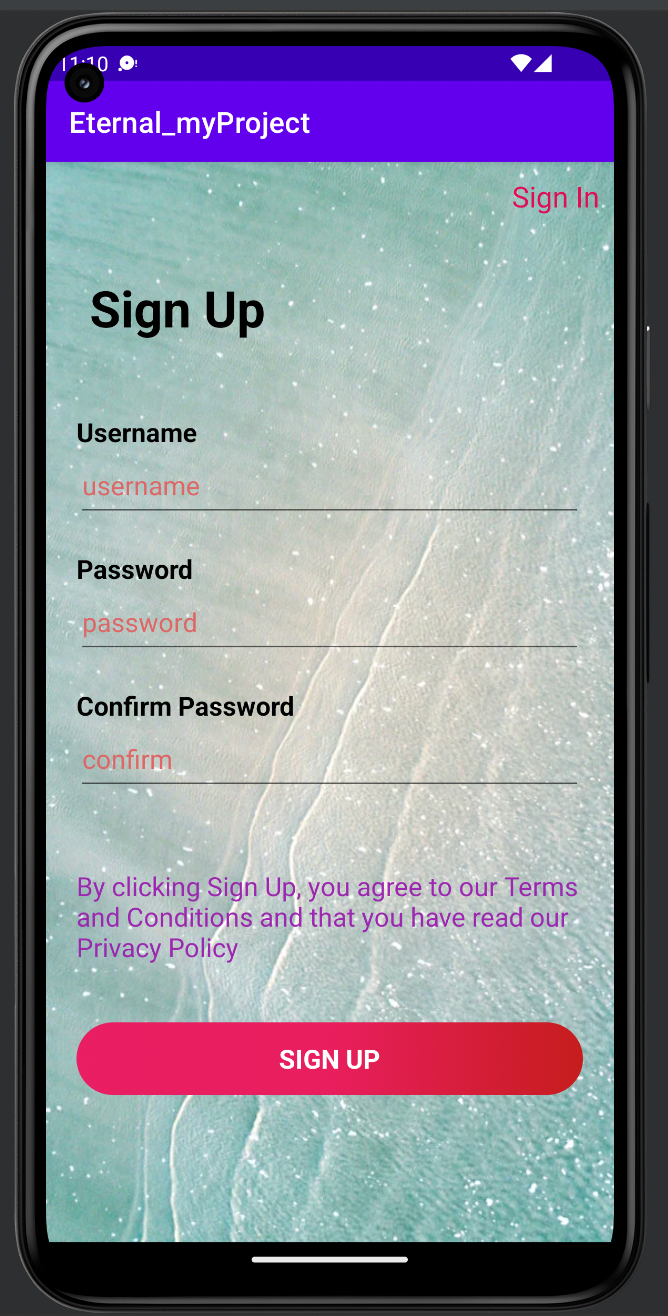 11:10
Eternal_myProject
Sign In
Sign Up
Username
username
Password
password
Confirm Password
confirm
By clicking Sign Up, you agree to our Terms
and Conditions and that you have read our
Privacy Policy
SIGN UP